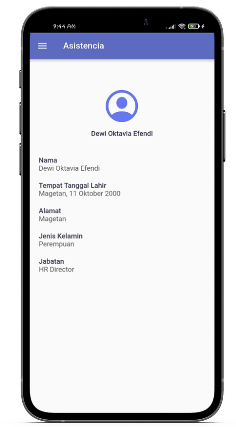 9:44 AM
Asistencia
Dewi Oktavia Efendi
Nama
Dewi Oktavia Efendi
Tempat Tanggal Lahir
Magetan, 11 Oktober 2000
Alamat
Magetan
Jenis Kelamin
Perempuan
Jabatan
HR Director